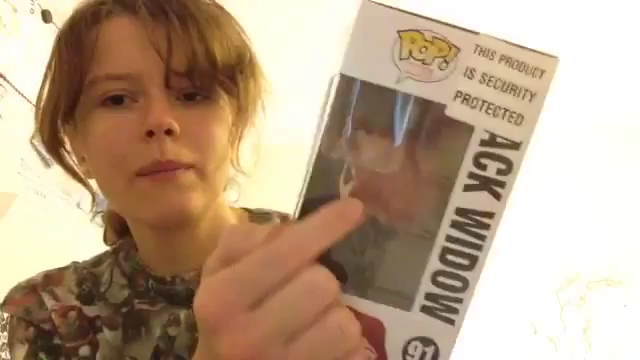 POP!
THIS PRODUCT
IS SECURITY
PROTECTED
ACK WIDOW
91